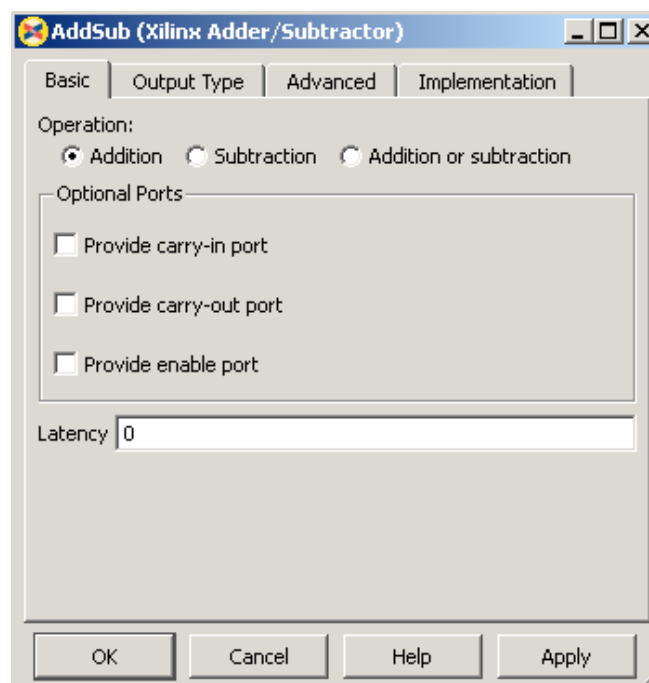 AddSub (Xilinx Adder/Subtractor)
Basic Output Type Advanced Implementation
Operation:
Addition Subtraction Addition or subtraction
Optional Ports
Provide carry-in port
Provide carry-out port
Provide enable port
Latency 0
OK Cancel Help Apply